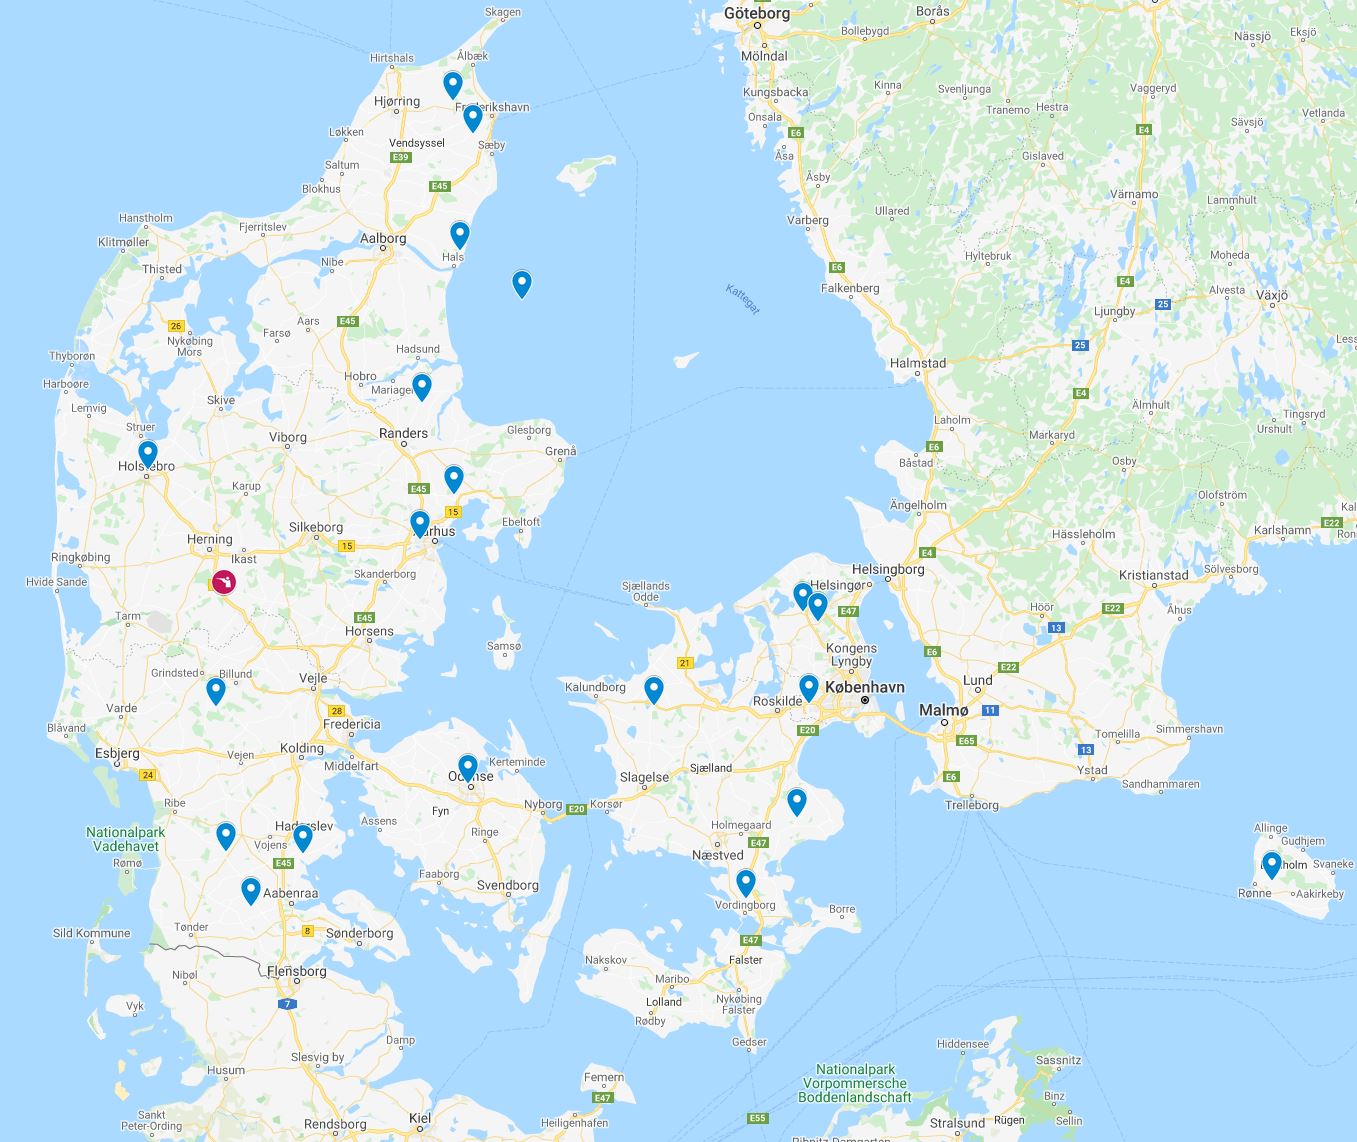 Skagen
Göteborg
Borås
Bollebygd
Nässjö
Eksjö
Mölndal
Hirtshals
Ålbæk
Kungsbacka
Kinna
Svenljunga
Vaggeryd
Hjørring
Tranemo
Hestra
Vetlanda
Onsala
Løkken
E6
E4
Sävsjö
Vendsyssel
Sæby
Åsa
Gislaved
E39
Saltum
Åsby
Blokhus
E45
Värnamo
Lammhult
Ullared
Hanstholm
Varberg
Fjerritslev
Aalborg
Klitmøller
Hals
Hyltebruk
Moheda
Nibe
E6
Thisted
E4
Falkenberg
Alvesta
Växjö
Kattegat
25
Ljungby
Aars
E45
26
Farsø
Nykøbing
Mors
25
Hadsund
Thyborøn
Halmstad
Hobro
Harboøre
E4
Skive
Lemvig
Älmhult
Tingsryd
Laholm
Urshult
Struer
Randers
Glesborg
Markaryd
Viborg
E6
Grenå
Båstad
Osby
Karup
E45
Olofström
Ängelholm
15
Ebeltoft
E22
Silkeborg
Karlshamn
Hässleholm
Herning
15
E4
Ikast
Ringkøbing
Helsingborg
Sölvesborg
Skanderborg
Kristianstad
Hvide Sande
Sjællands
Odde
Helsingør
Höör
E22
Åhus
Tarm
E45
E47
13
Horsens
Samsø
Kongens
Lyngby
E6
21
E22
Grindsted
Billund
Vejle
Lund
Kalundborg
København
Roskilde
Varde
28
Malmø
11
Blåvand
Fredericia
E20
Simmershavn
Tomelilla
E65
Esbjerg
Vejen
Kolding
13
Middelfart
Kerteminde
Sjælland
24
Slagelse
E6
Ystad
Sandhammaren
Ribe
Nyborg
E20
Korsør
Trelleborg
Fyn
Assens
Holmegaard
Allinge
Nationalpark
Vadehavet
Ringe
Gudhjem
Vojens
E47
Næstved
Rømø
E45
Svaneke
Faaborg
Aabenraa
Svendborg
Rønne
Aakirkeby
Vordingborg
Borre
Tønder
8
Sild Kommune
Sønderborg
E47
Nakskov
Falster
Nibøl
Flensborg
Maribo
Lolland
Nykøbing
Falster
Vyk
7
Rødby
Damp
Gedser
Hiddensee
Slesvig by
Sassnitz
Husum
Femern
Nationalpark
Vorpommersche
Boddenlandschaft
E47
Binz
Sankt
Peter-Ording
Kiel
E55
Rendsborg
Heiligenhafen
Stralsund
Rügen
Sellin